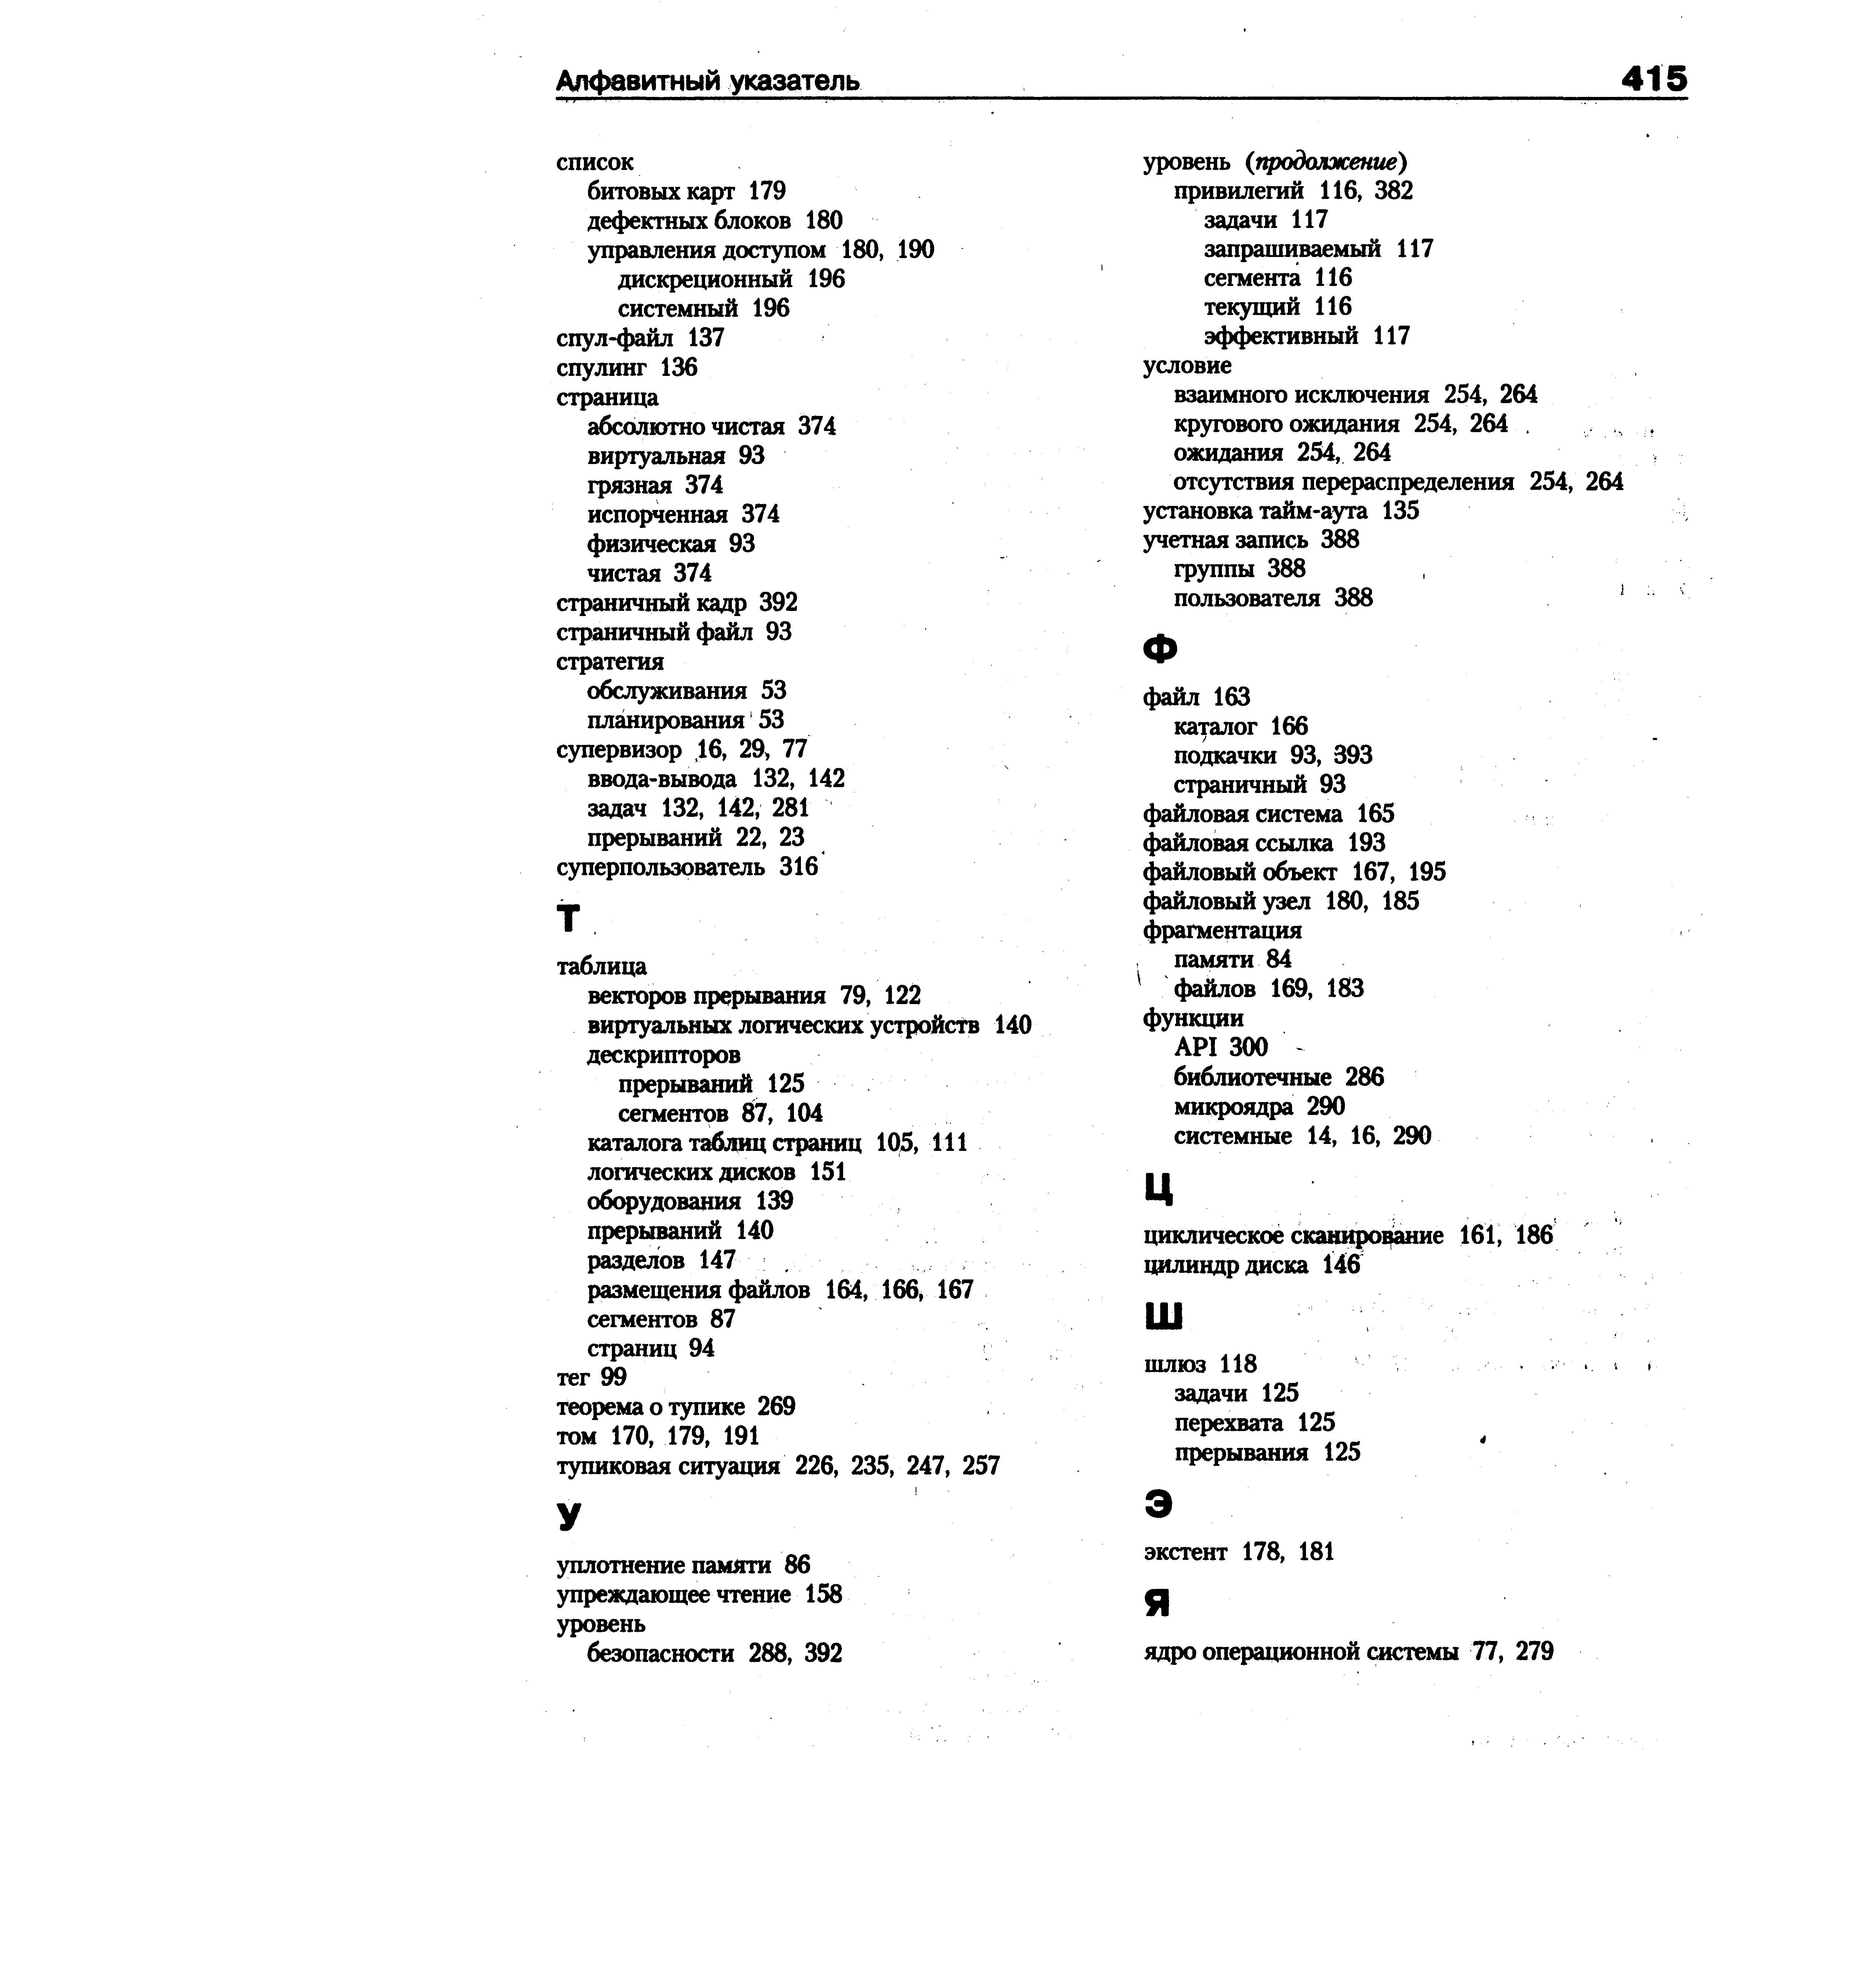 Алфавитный указатель 415
список
битовых карт 179
дефектных блоков 180
управления доступом 180, 190
дискреционный 196
системный 196
спул-файл 137
спулинг 136
страница
абсолютно чистая 374
виртуальная 93
грязная 374
испорченная 374
физическая 93
чистая 374
страничный кадр 392
страничный файл 93
стратегия
обслуживания 53
планирования 53
супервизор 16, 29, 77
ввода-вывода 132, 142
задач 132, 142, 281
прерываний 22, 23
суперпользователь 316
Т
таблица
векторов прерывания 79, 122
виртуальных логических устройств 140
дескрипторов
прерываний 125
сегментов 87, 104
каталога таблиц страниц 105, 111
логических дисков 151
оборудования 139
прерываний 140
разделов 147
размещения файлов 164, 166, 167
сегментов 87
страниц 94
тег 99
теорема о тупике 269
том 170, 179, 191
тупиковая ситуация 226, 235, 247, 257
У
уплотнение памяти 86
упреждающее чтение 158
уровень
безопасности 288, 392
уровень (продолжение)
привилегий 116, 382
задачи 117
запрашиваемый 117
сегмента 116
текущий 116
эффективный 117
условие
взаимного исключения 254, 264
кругового ожидания 254, 264
ожидания 254, 264
отсутствия перераспределения 254, 264
установка тайм-аута 135
учетная запись 388
группы 388
пользователя 388
Ф
файл 163
каталог 166
подкачки 93, 393
страничный 93
файловая система 165
файловая ссылка 193
файловый объект 167, 195
файловый узел 180, 185
фрагментация
памяти 84
файлов 169, 183
функции
API 300
библиотечные 286
микроядра 290
системные 14, 16, 290
Ц
циклическое сканирование 161, 186
цилиндр диска 146
Ш
шлюз 118
задачи 125
перехвата 125
прерывания 125
Э
экстент 178, 181
Я
ядро операционной системы 77, 279